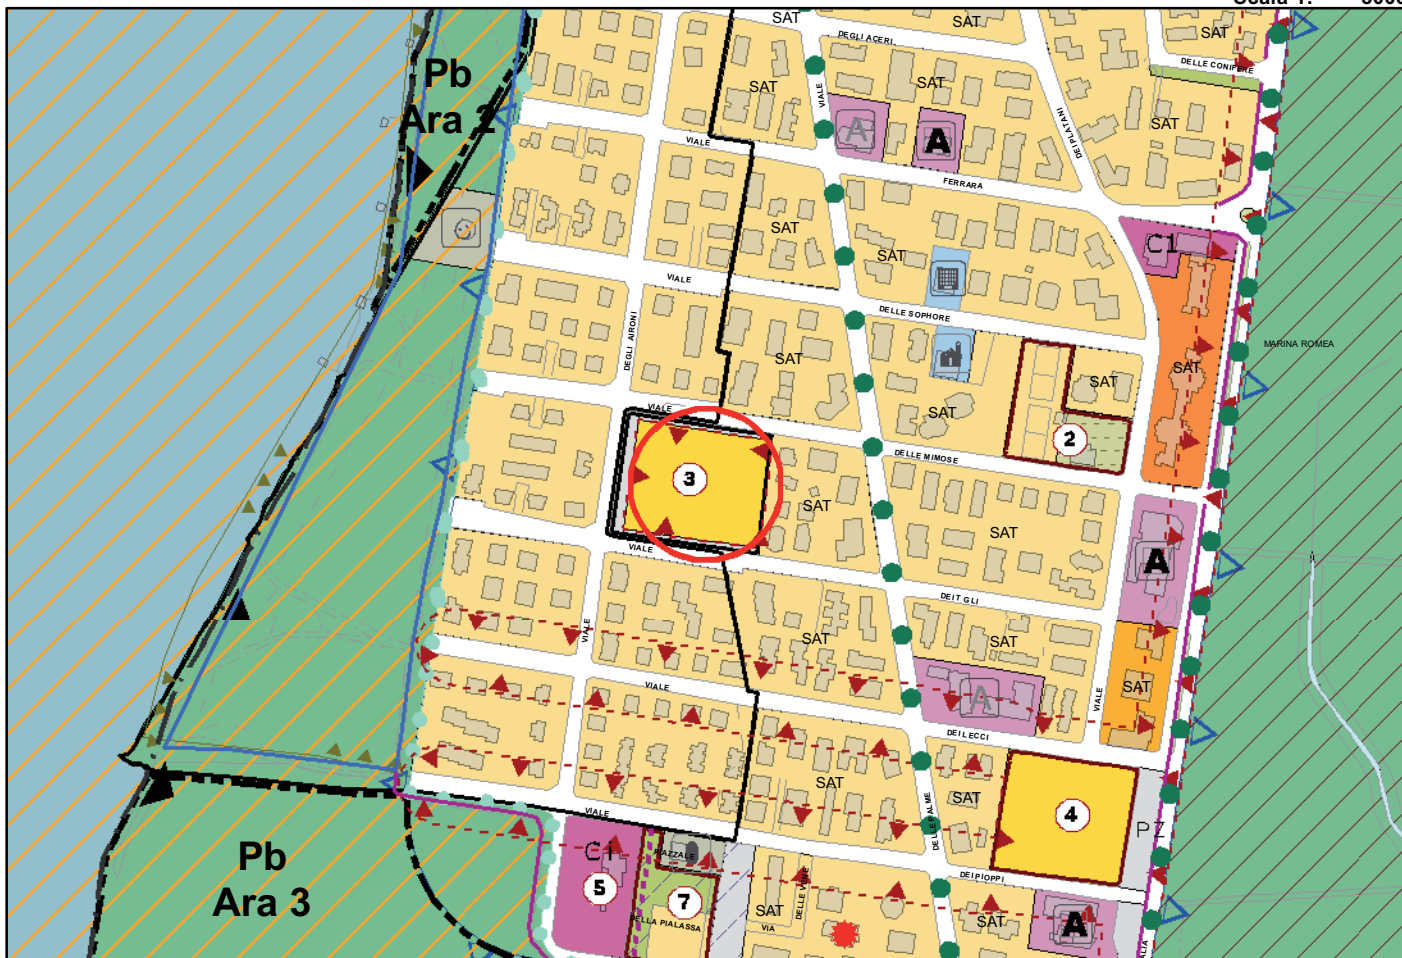 SAT
SAT
SAT
DEGLI ACERI
DELLE CONIFERE
Pb
Ara 2
SAT
SAT
VIALE
SAT
DEI PLATANI
A
A
VIALE
FERRARA
SAT
SAT
C1
VIALE
DELLE SOPHORE
DEGLI AIRONI
MARINA ROMEA
SAT
SAT
SAT
SAT
VIALE
2
DELLE MIMOSE
3
SAT
SAT
VIALE
A
DEI T GLI
VIALE
SAT
SAT
VIALE
A
SAT
VIALE
DEI LECCI
SAT
SAT
DELLE PALME
4
VIALE
PZ
Pb
Ara 3
C1
PIAZZALE
DEI PIOPPI
5
7
DELLA PIALASSA
SAT
VIA
DELLE VELE
SAT
A